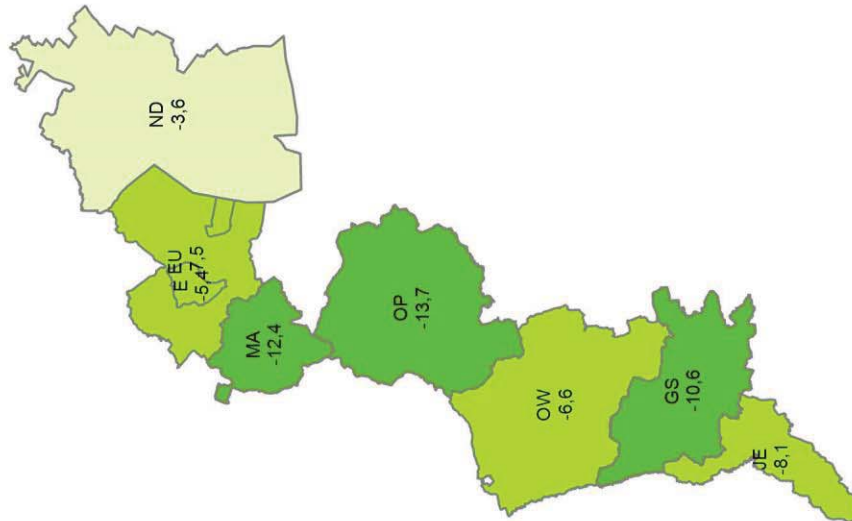 ND
-3,6
E
-5,4
EU
-7,5
MA
-12,4
OP
-13,7
OW
-6,6
GS
-10,6
JE
-8,1